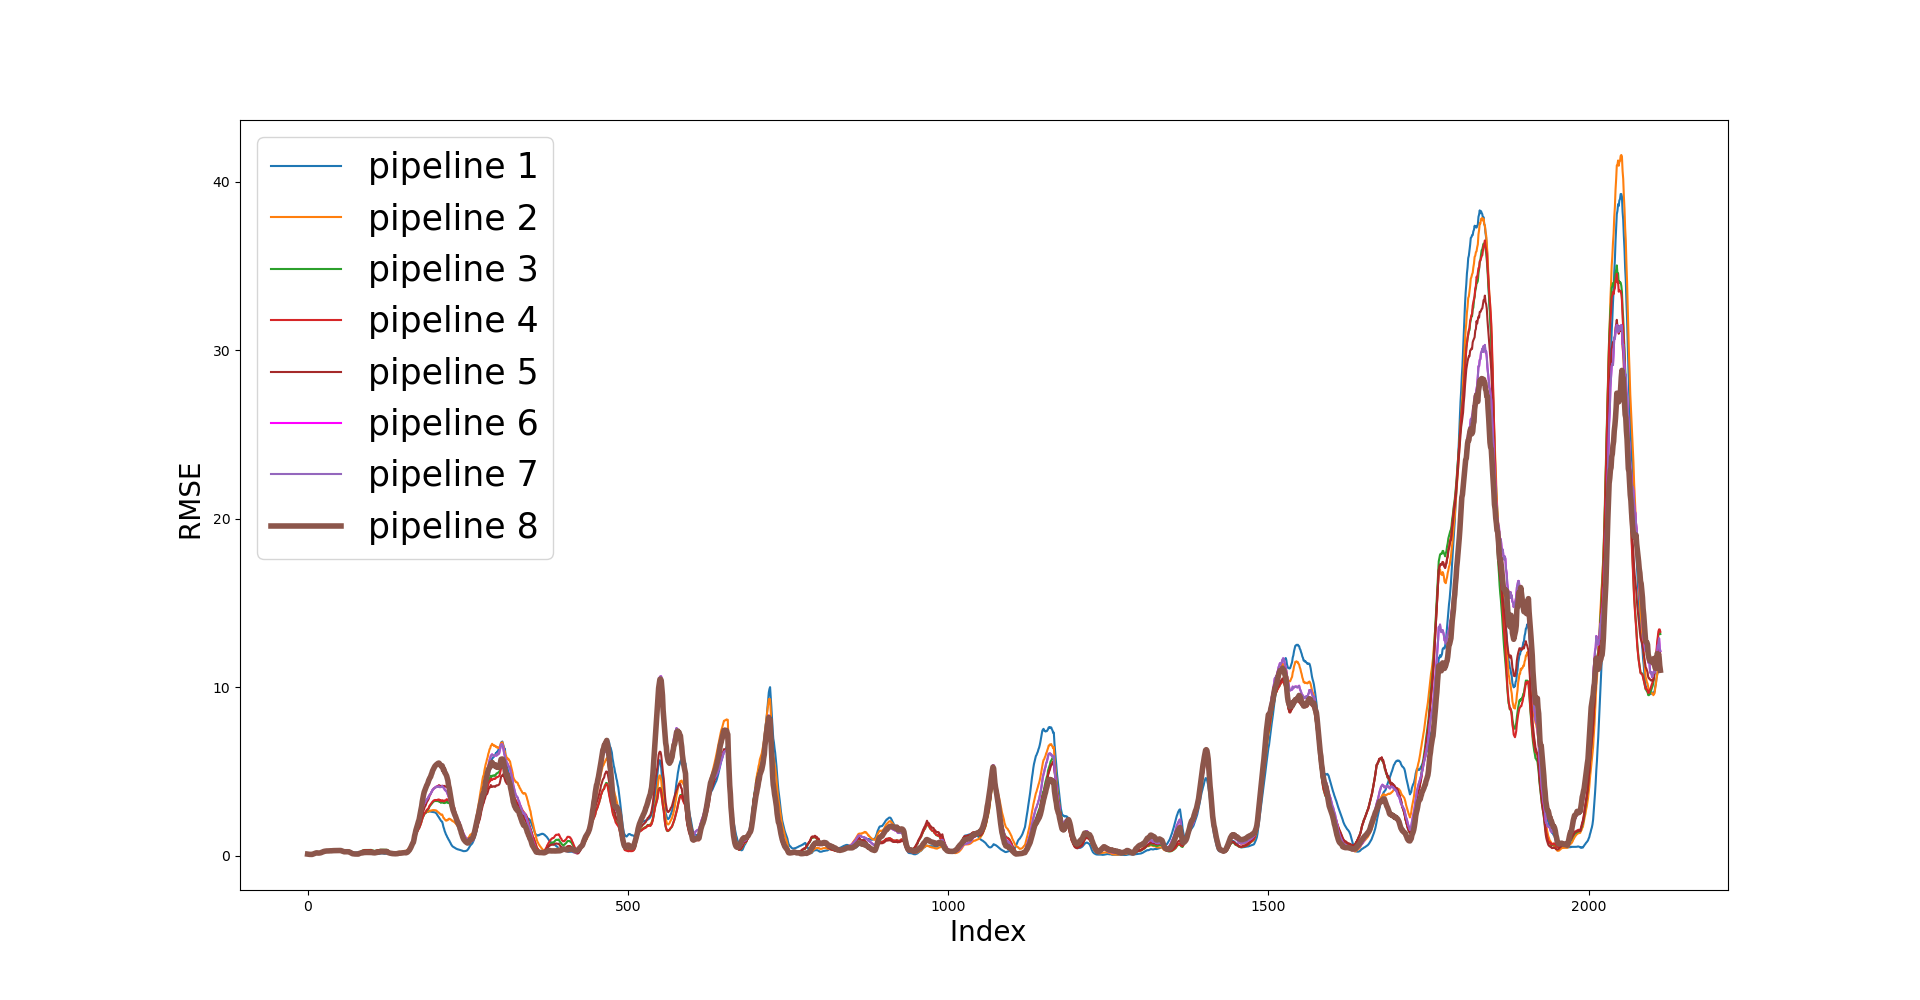 pipeline 1
pipeline 2
pipeline 3
pipeline 4
pipeline 5
pipeline 6
pipeline 7
pipeline 8
40
30
20
10
0
RMSE
0 500 1000 1500 2000
Index